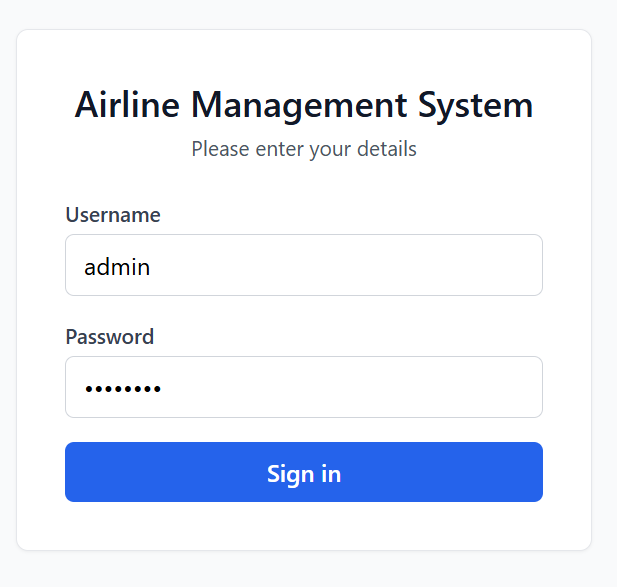 Airline Management System
Please enter your details
Username
admin
Password
••••••••
Sign in